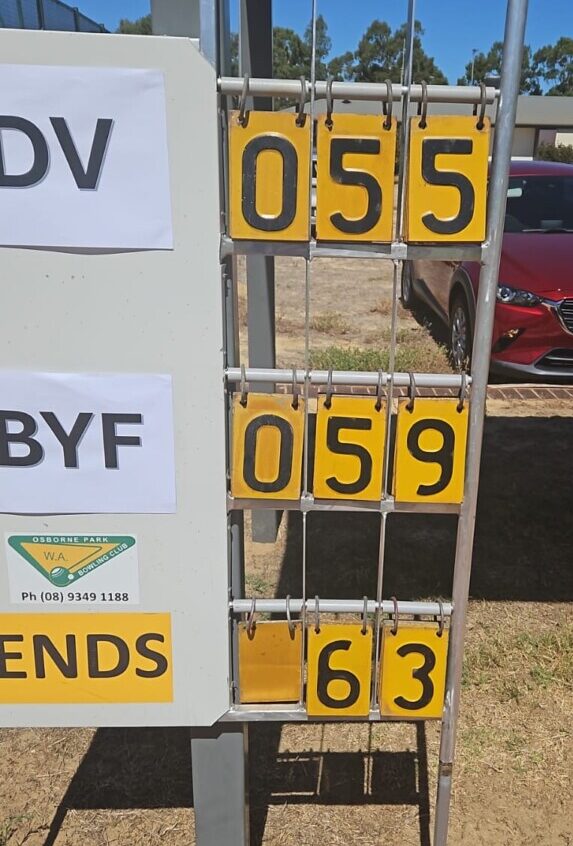 DV 055
BYF 059
OSBORNE PARK
W.A.
BOWLING CLUB
Ph (08) 9349 1188
ENDS 63